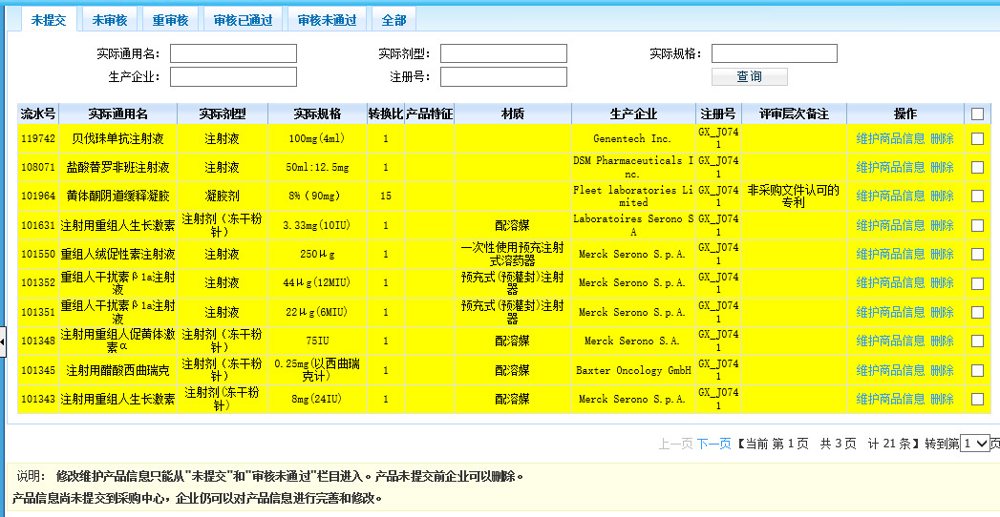 未提交 未审核 重审核 审核已通过 审核未通过 全部
实际通用名： 实际剂型： 实际规格：
生产企业： 注册号： 查询
流水号 实际通用名 实际剂型 实际规格 转换比 产品特征 材质 生产企业 注册号 评审层次备注 操作
119742 贝伐珠单抗注射液 注射液 100mg(4ml) 1 Genentech Inc. GX_J0741 维护商品信息 删除
108071 盐酸替罗非班注射液 注射液 50ml:12.5mg 1 DSM Pharmaceuticals Inc. GX_J0741 维护商品信息 删除
101964 黄体酮阴道缓释凝胶 凝胶剂 8%（90mg） 15 Fleet laboratories Limited GX_J0741 非采购文件认可的专利 维护商品信息 删除
101631 注射用重组人生长激素 注射剂（冻干粉针） 3.33mg(10IU) 1 配溶媒 Laboratoires Serono SA GX_J0741 维护商品信息 删除
101550 重组人绒促性素注射液 注射液 250μg 1 一次性使用预充注射式溶药器 Merck Serono S.p.A. GX_J0741 维护商品信息 删除
101352 重组人干扰素β1a注射液 注射液 44μg(12MIU) 1 预充式(预灌封)注射器 Merck Serono S.p.A. GX_J0741 维护商品信息 删除
101351 重组人干扰素β1a注射液 注射液 22μg(6MIU) 1 预充式(预灌封)注射器 Merck Serono S.p.A. GX_J0741 维护商品信息 删除
101348 注射用重组人促黄体激素α 注射剂（冻干粉针） 75IU 1 配溶媒 Merck Serono S.A. GX_J0741 维护商品信息 删除
101345 注射用醋酸西曲瑞克 注射剂（冻干粉针） 0.25mg(以西曲瑞克计) 1 配溶媒 Baxter Oncology GmbH GX_J0741 维护商品信息 删除
101343 注射用重组人生长激素 注射剂(冻干粉针) 8mg(24IU) 1 配溶媒 Merck Serono S.p.A. GX_J0741 维护商品信息 删除
上一页 下一页 【当前 第 1 页 共 3 页 计 21 条】转到第 1 页
说明： 修改维护产品信息只能从"未提交"和"审核未通过"栏目进入。产品未提交前企业可以删除。
产品信息尚未提交到采购中心，企业仍可以对产品信息进行完善和修改。